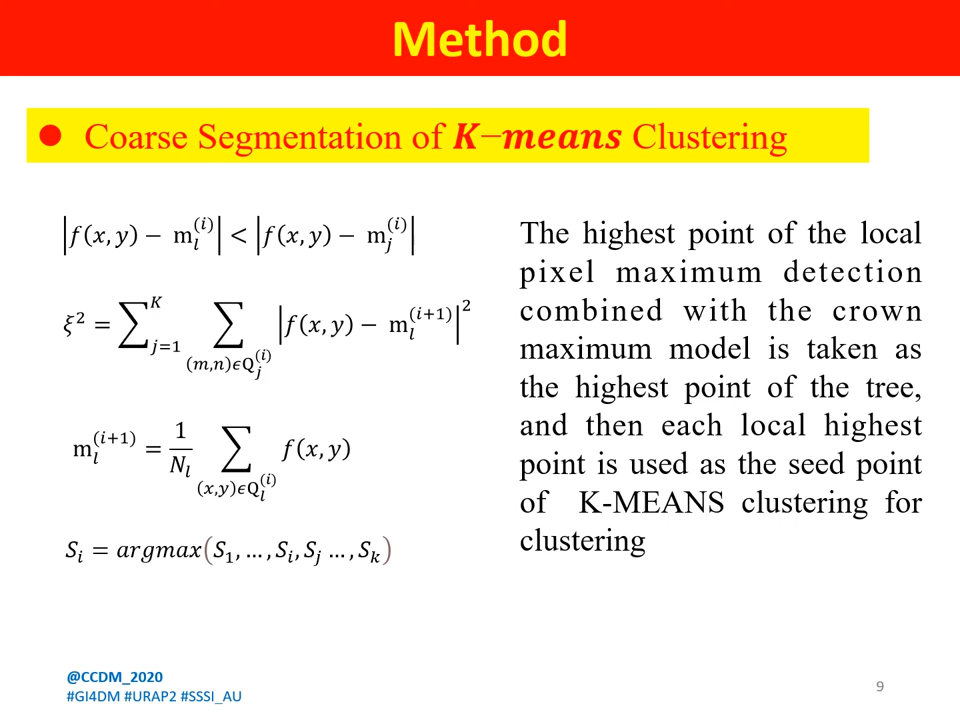 Method
● Coarse Segmentation of K−means Clustering
|f(x,y) − m_l^(i)| < |f(x,y) − m_j^(i)|
ξ² = ∑_{j=1}^{K} ∑_{(m,n)ϵQ_j^(i)} |f(x,y) − m_l^(i+1)|²
m_l^(i+1) = 1/N_l ∑_{(x,y)ϵQ_l^(i)} f(x,y)
S_i = argmax(S_1, … , S_i, S_j … , S_k)
The highest point of the local
pixel maximum detection
combined with the crown
maximum model is taken as
the highest point of the tree,
and then each local highest
point is used as the seed point
of K-MEANS clustering for
clustering
@CCDM_2020
#GI4DM #URAP2 #SSSI_AU
9